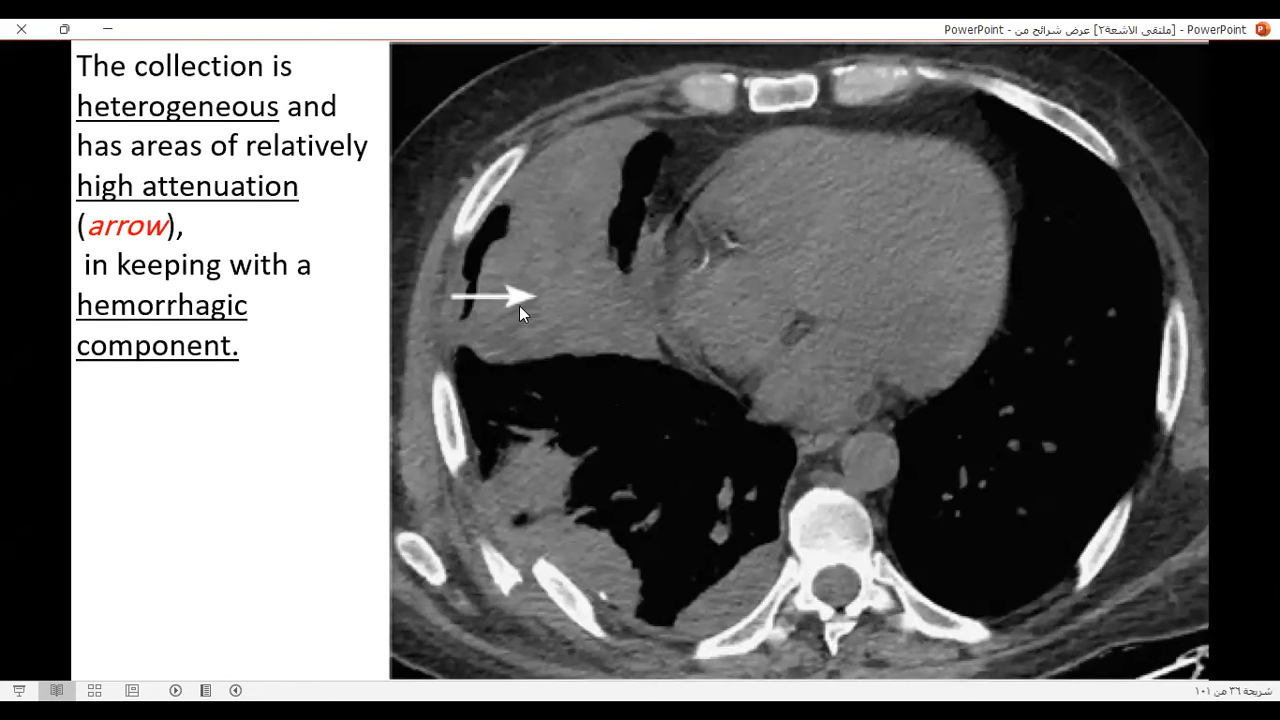 PowerPoint - [ملتقى الاشعة٢] عرض شرائح من - PowerPoint
The collection is
heterogeneous and
has areas of relatively
high attenuation
(arrow),
in keeping with a
hemorrhagic
component.
شريحة ٣٦ من ١٠١